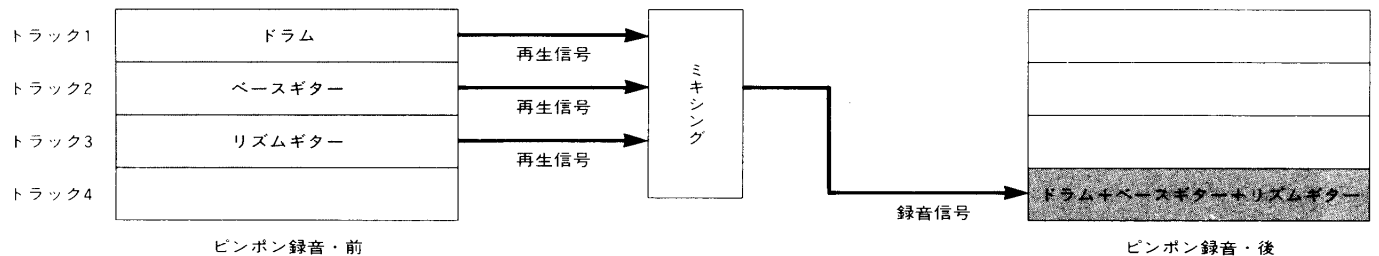 トラック1
ドラム
再生信号
トラック2
ベースギター
再生信号
トラック3
リズムギター
再生信号
トラック4
ミキシング
録音信号
ドラム+ベースギター+リズムギター
ピンポン録音・前
ピンポン録音・後